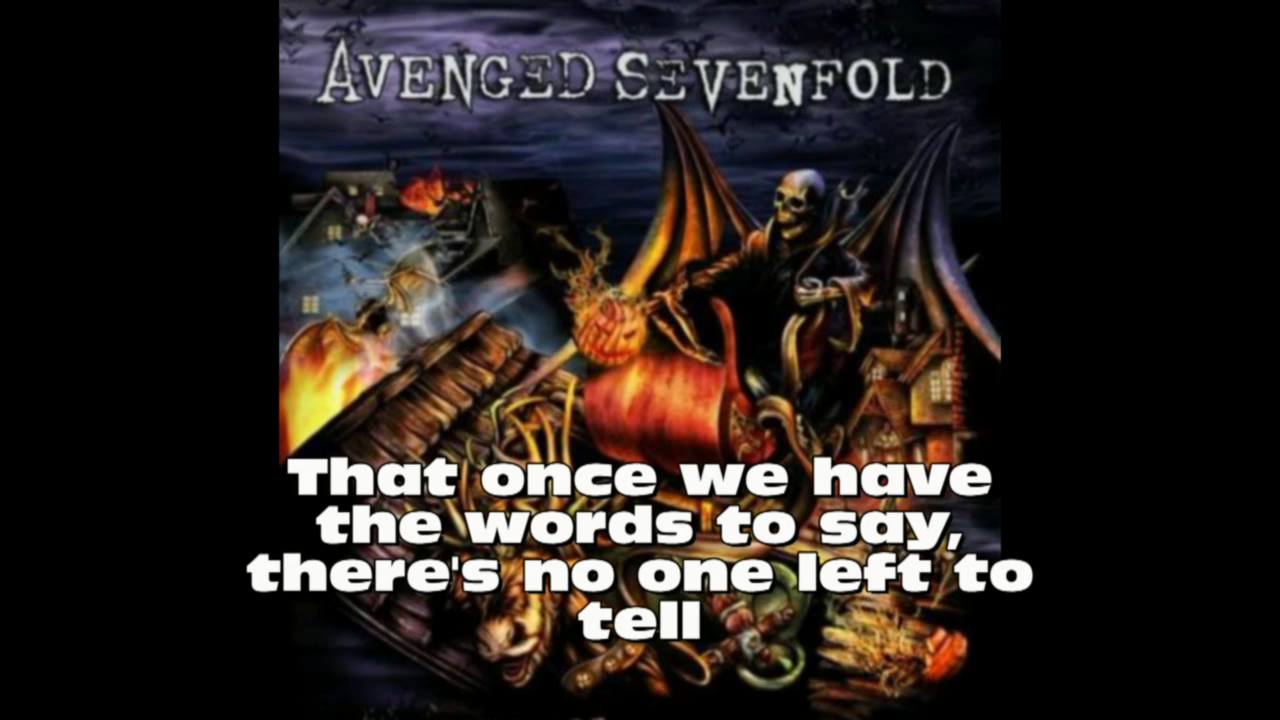 AVENGED SEVENFOLD
That once we have
the words to say,
there's no one left to
tell